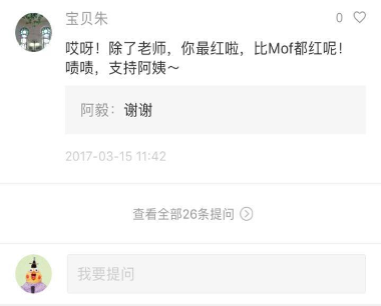 宝贝朱
0
哎呀！除了老师，你最红啦，比Mof都红呢！
啧啧，支持阿姨～
阿毅：谢谢
2017-03-15 11:42
查看全部26条提问
我要提问